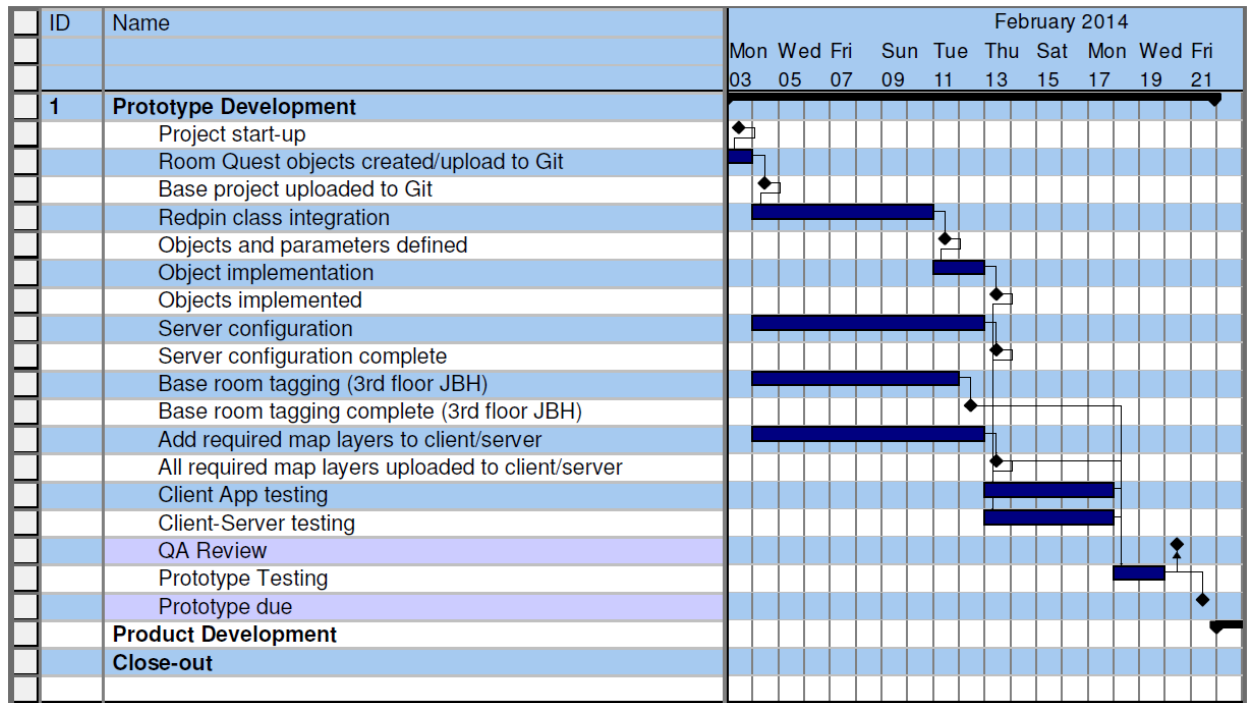 ID Name February 2014
Mon Wed Fri Sun Tue Thu Sat Mon Wed Fri
03 05 07 09 11 13 15 17 19 21
1 Prototype Development
Project start-up
Room Quest objects created/upload to Git
Base project uploaded to Git
Redpin class integration
Objects and parameters defined
Object implementation
Objects implemented
Server configuration
Server configuration complete
Base room tagging (3rd floor JBH)
Base room tagging complete (3rd floor JBH)
Add required map layers to client/server
All required map layers uploaded to client/server
Client App testing
Client-Server testing
QA Review
Prototype Testing
Prototype due
Product Development
Close-out